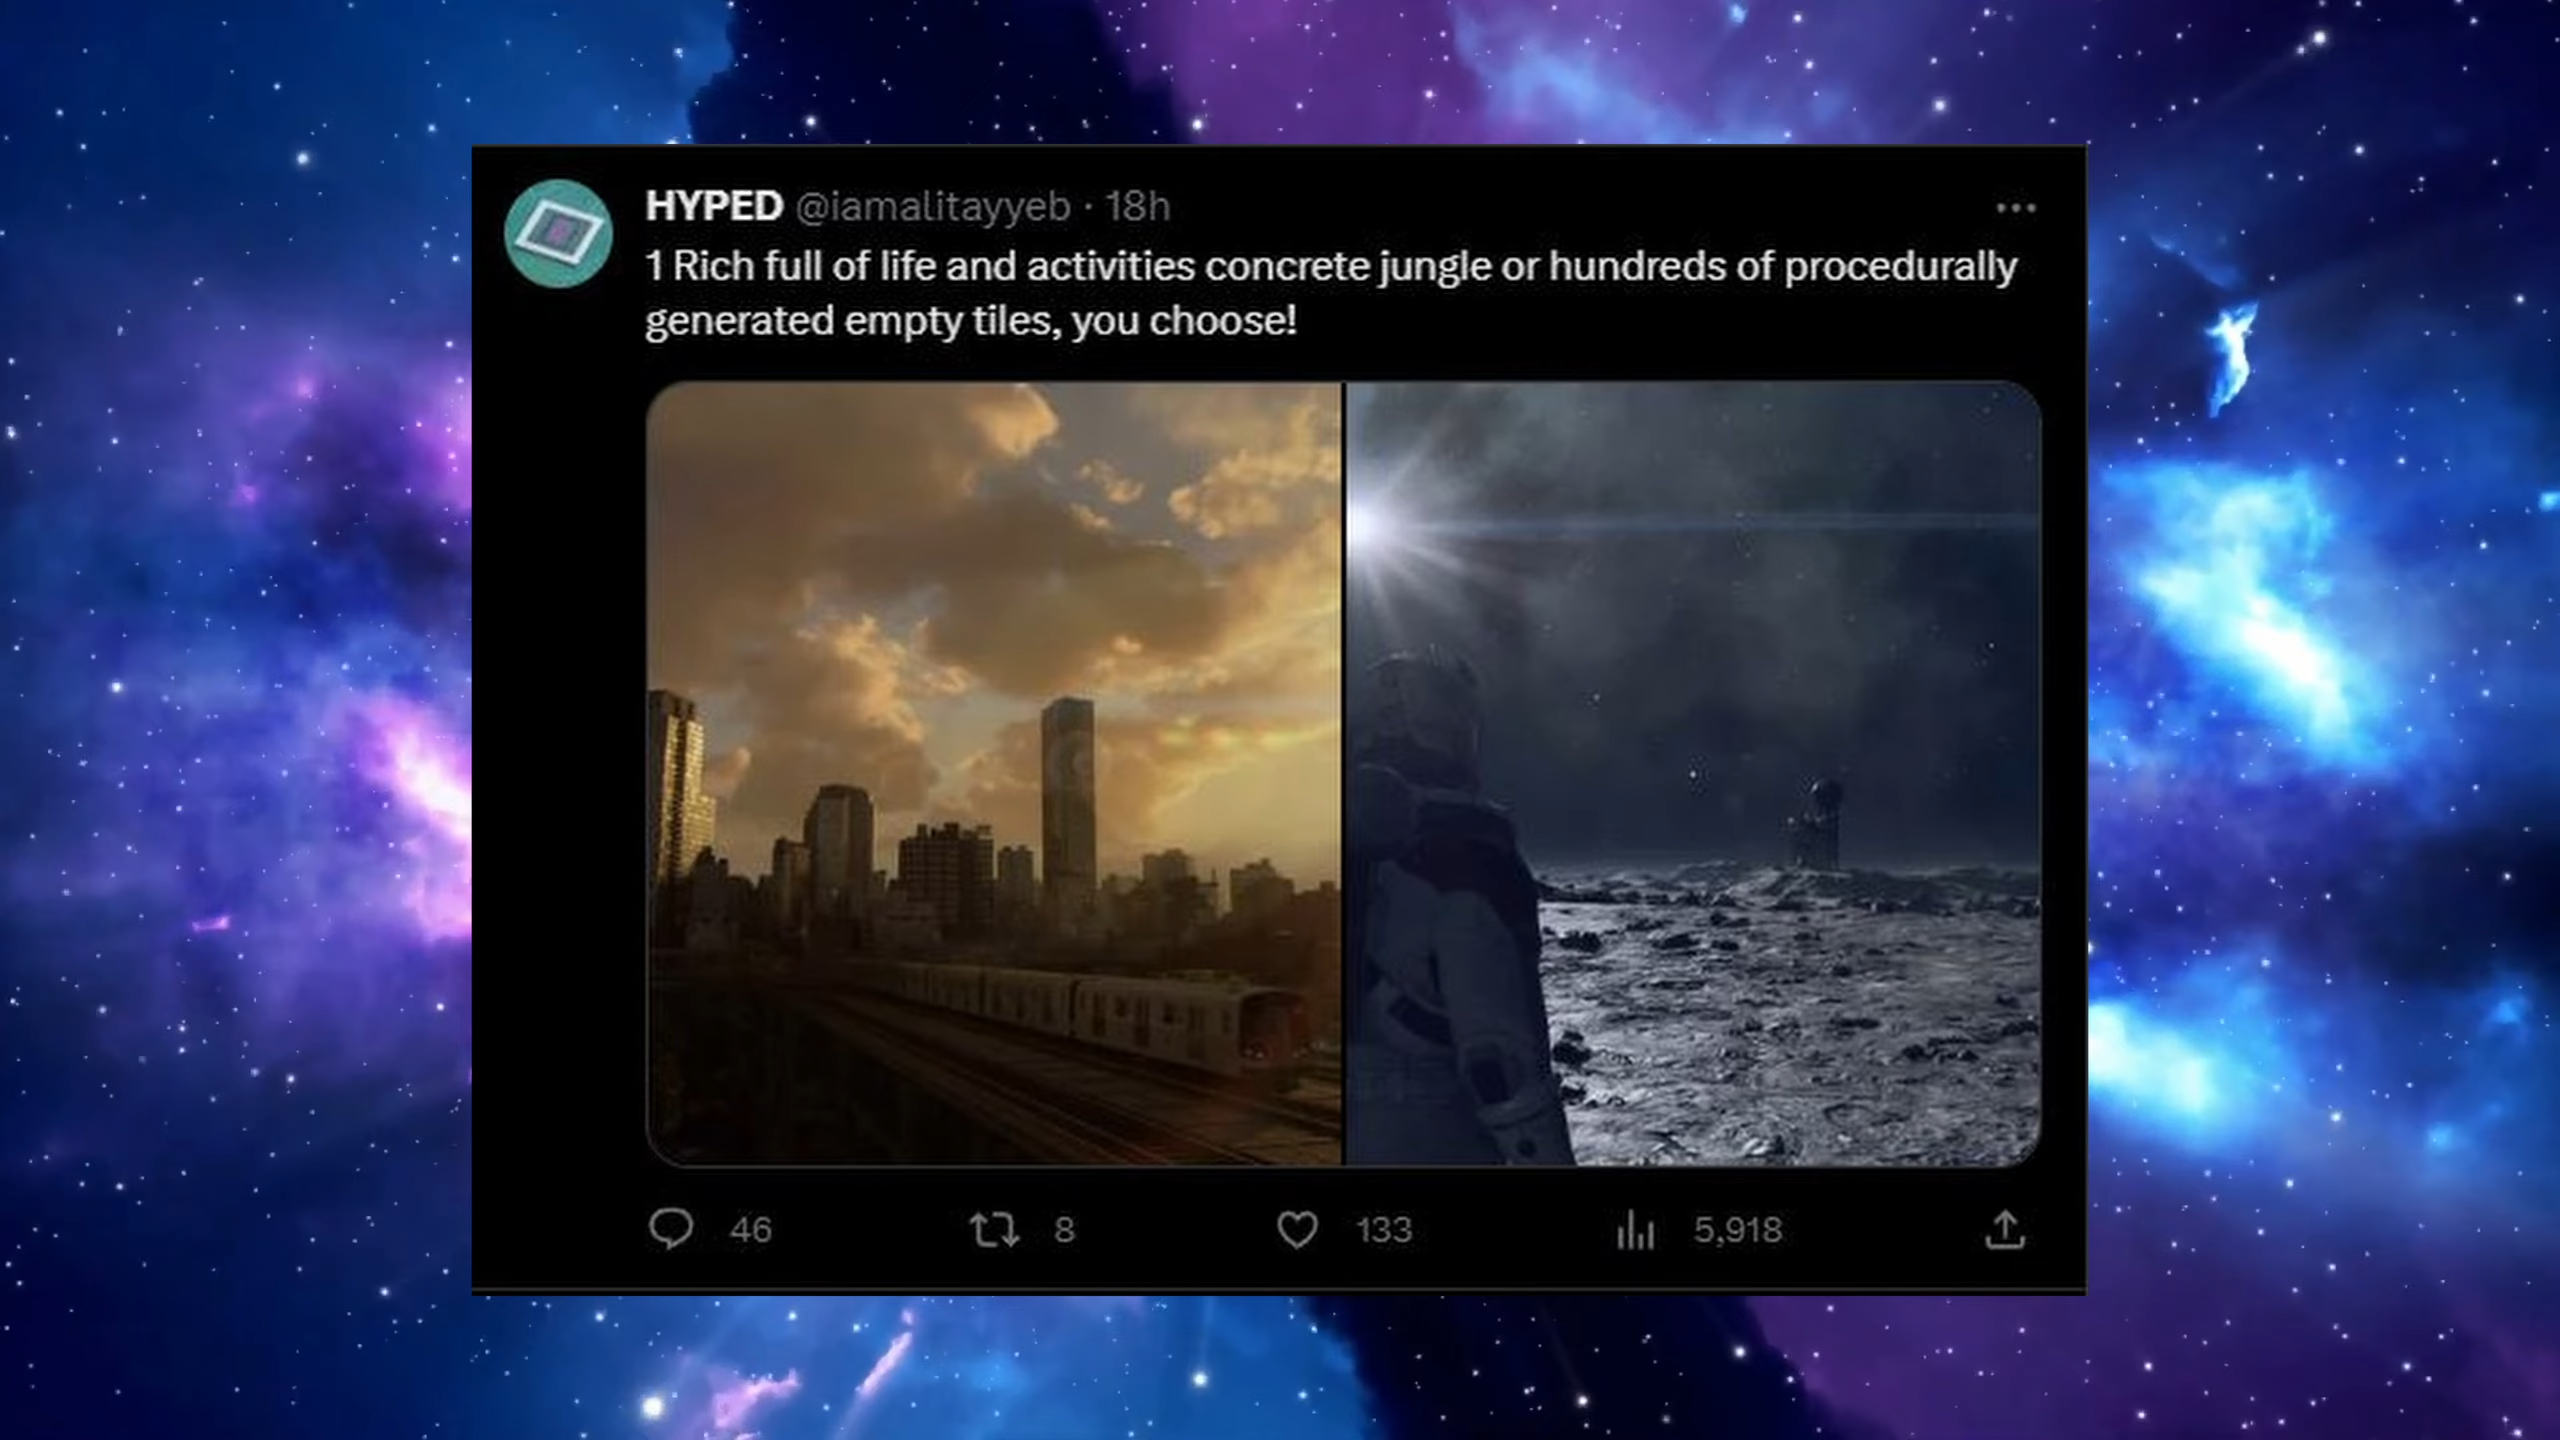 HYPED @iamalitayyeb · 18h
1 Rich full of life and activities concrete jungle or hundreds of procedurally
generated empty tiles, you choose!
46 8 133 5,918